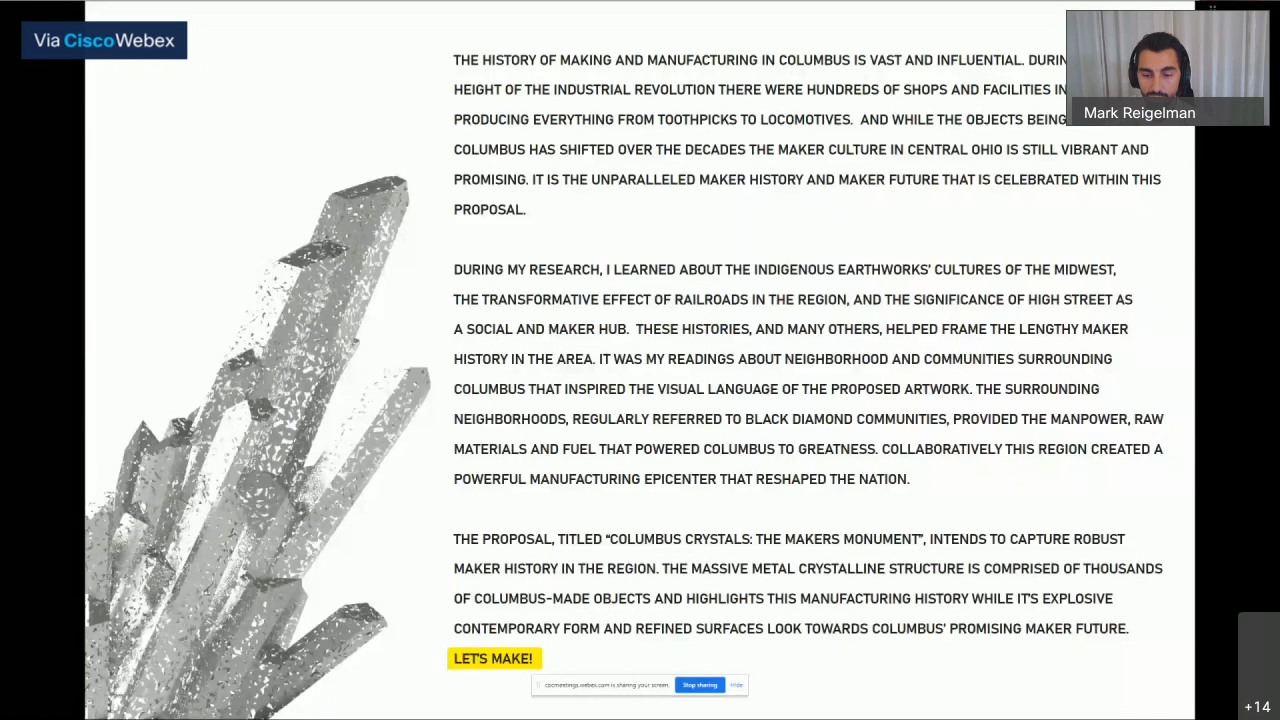 Via Cisco Webex
THE HISTORY OF MAKING AND MANUFACTURING IN COLUMBUS IS VAST AND INFLUENTIAL.
HEIGHT OF THE INDUSTRIAL REVOLUTION THERE WERE HUNDREDS OF SHOPS AND FACILITIES
PRODUCING EVERYTHING FROM TOOTHPICKS TO LOCOMOTIVES. AND WHILE THE OBJECTS BEING
COLUMBUS HAS SHIFTED OVER THE DECADES THE MAKER CULTURE IN CENTRAL OHIO IS STILL VIBRANT AND
PROMISING. IT IS THE UNPARALLELED MAKER HISTORY AND MAKER FUTURE THAT IS CELEBRATED WITHIN THIS
PROPOSAL.
Mark Reigelman
DURING MY RESEARCH, I LEARNED ABOUT THE INDIGENOUS EARTHWORKS' CULTURES OF THE MIDWEST,
THE TRANSFORMATIVE EFFECT OF RAILROADS IN THE REGION, AND THE SIGNIFICANCE OF HIGH STREET AS
A SOCIAL AND MAKER HUB. THESE HISTORIES, AND MANY OTHERS, HELPED FRAME THE LENGTHY MAKER
HISTORY IN THE AREA. IT WAS MY READINGS ABOUT NEIGHBORHOOD AND COMMUNITIES SURROUNDING
COLUMBUS THAT INSPIRED THE VISUAL LANGUAGE OF THE PROPOSED ARTWORK. THE SURROUNDING
NEIGHBORHOODS, REGULARLY REFERRED TO BLACK DIAMOND COMMUNITIES, PROVIDED THE MANPOWER, RAW
MATERIALS AND FUEL THAT POWERED COLUMBUS TO GREATNESS. COLLABORATIVELY THIS REGION CREATED A
POWERFUL MANUFACTURING EPICENTER THAT RESHAPED THE NATION.
THE PROPOSAL, TITLED "COLUMBUS CRYSTALS: THE MAKERS MONUMENT", INTENDS TO CAPTURE ROBUST
MAKER HISTORY IN THE REGION. THE MASSIVE METAL CRYSTALLINE STRUCTURE IS COMPRISED OF THOUSANDS
OF COLUMBUS-MADE OBJECTS AND HIGHLIGHTS THIS MANUFACTURING HISTORY WHILE IT'S EXPLOSIVE
CONTEMPORARY FORM AND REFINED SURFACES LOOK TOWARDS COLUMBUS' PROMISING MAKER FUTURE.
LET'S MAKE!
cocmeetings.webex.com is sharing your screen.
Stop sharing
Hide
+14